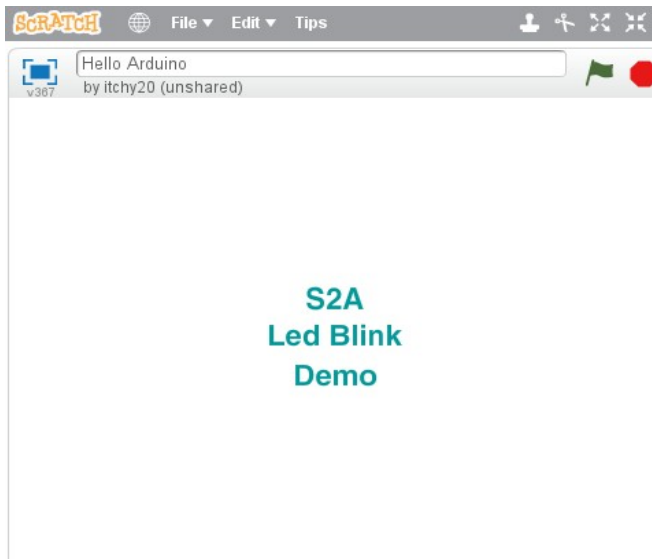 SCRATCH File Edit Tips
Hello Arduino
v367 by itchy20 (unshared)
S2A
Led Blink
Demo